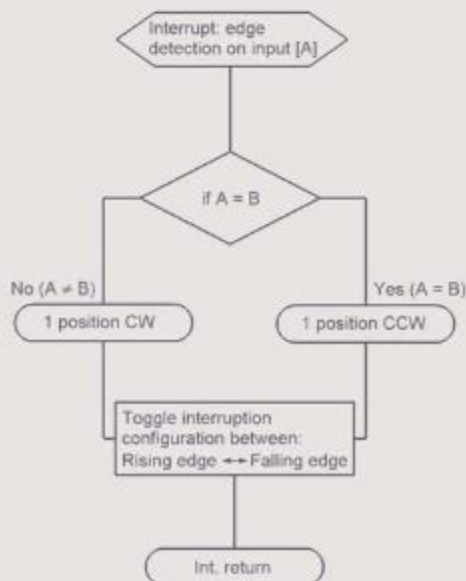 Interrupt: edge
detection on input [A]
if A = B
No (A ≠ B)
Yes (A = B)
1 position CW
1 position CCW
Toggle interruption
configuration between:
Rising edge ↔ Falling edge
Int. return